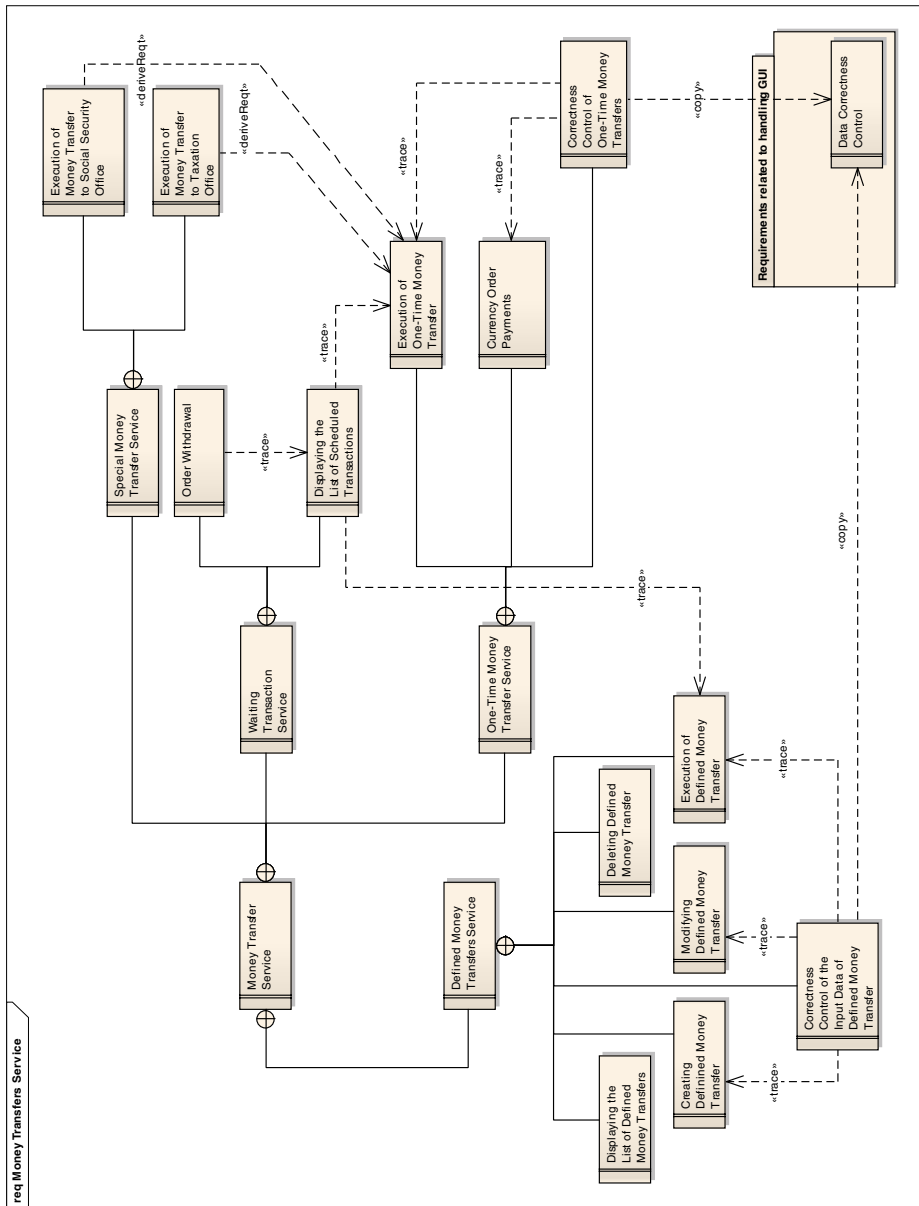 req Money Transfers Service
Money Transfer
Service
Defined Money
Transfers Service
Displaying the
List of Defined
Money Transfers
Creating
Definined Money
Transfer
Correctness
Control of the
Input Data of
Defined Money
Transfer
Modifying
Defined Money
Transfer
Deleting Defined
Money Transfer
Execution of
Defined Money
Transfer
«trace»
«trace»
«trace»
«trace»
«copy»
Waiting
Transaction
Service
One-Time Money
Transfer Service
Special Money
Transfer Service
Order Withdrawal
«trace»
Displaying the
List of Scheduled
Transactions
«trace»
Execution of
One-Time Money
Transfer
Currency Order
Payments
Execution of
Money Transfer
to Social Security
Office
Execution of
Money Transfer
to Taxation
Office
«deriveReqt»
«deriveReqt»
«trace»
«trace»
Correctness
Control of
One-Time Money
Transfers
«copy»
Requirements related to handling GUI
Data Correctness
Control